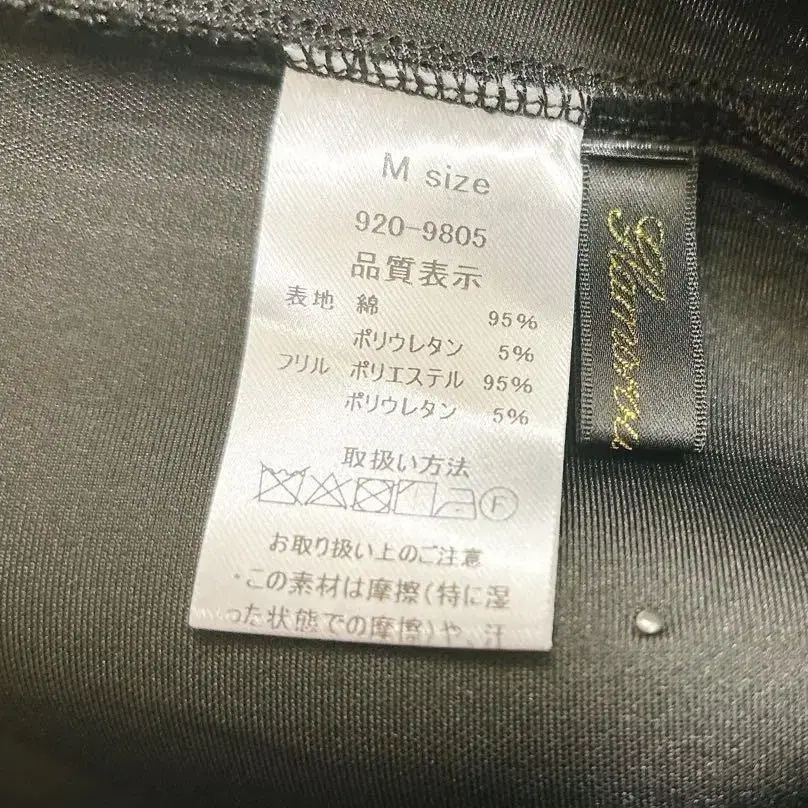 M size
920-9805
品質表示
表地 綿 95%
ポリウレタン 5%
フリル ポリエステル 95%
ポリウレタン 5%
取扱い方法
F
お取り扱い上のご注意
・この素材は摩擦(特に湿
った状態での摩擦)や、汗